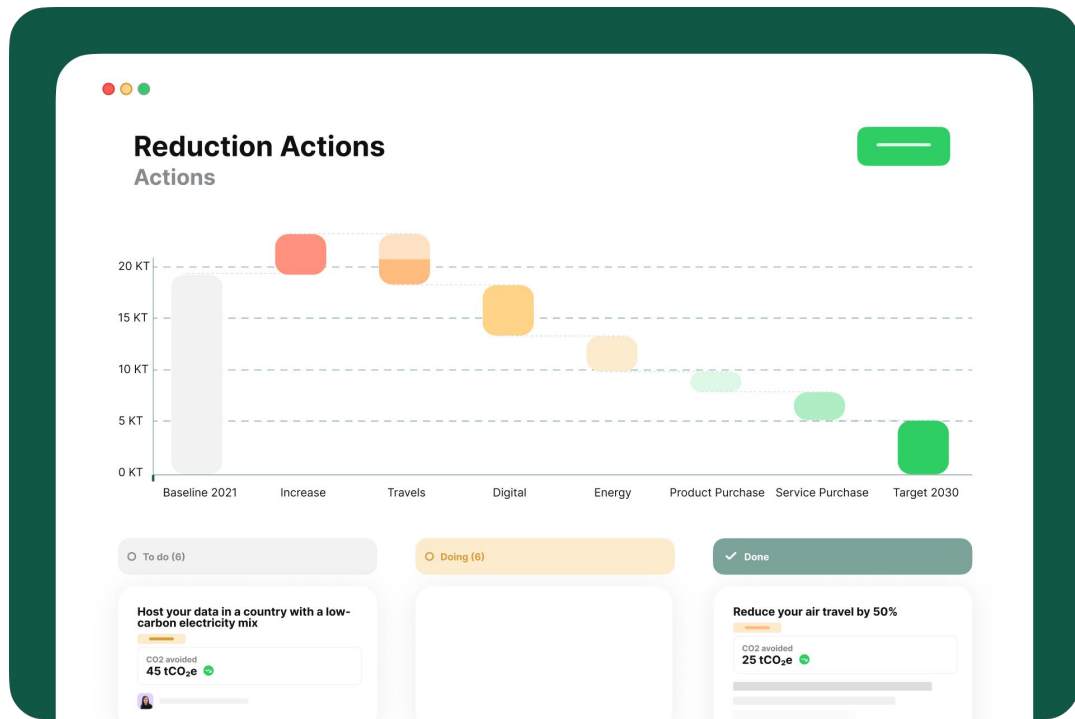 Reduction Actions
Actions
20 KT
15 KT
10 KT
5 KT
0 KT
Baseline 2021 Increase Travels Digital Energy Product Purchase Service Purchase Target 2030
To do (6)
Doing (6)
Done
Host your data in a country with a low-
carbon electricity mix
CO2 avoided
45 tCO₂e
Reduce your air travel by 50%
CO2 avoided
25 tCO₂e